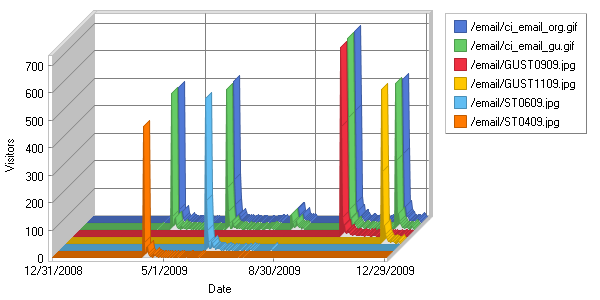 /email/ci_email_org.gif
/email/ci_email_gu.gif
/email/GUST0909.jpg
/email/GUST1109.jpg
/email/ST0609.jpg
/email/ST0409.jpg
Visitors
700
600
500
400
300
200
100
0
12/31/2008 5/1/2009 8/30/2009 12/29/2009
Date